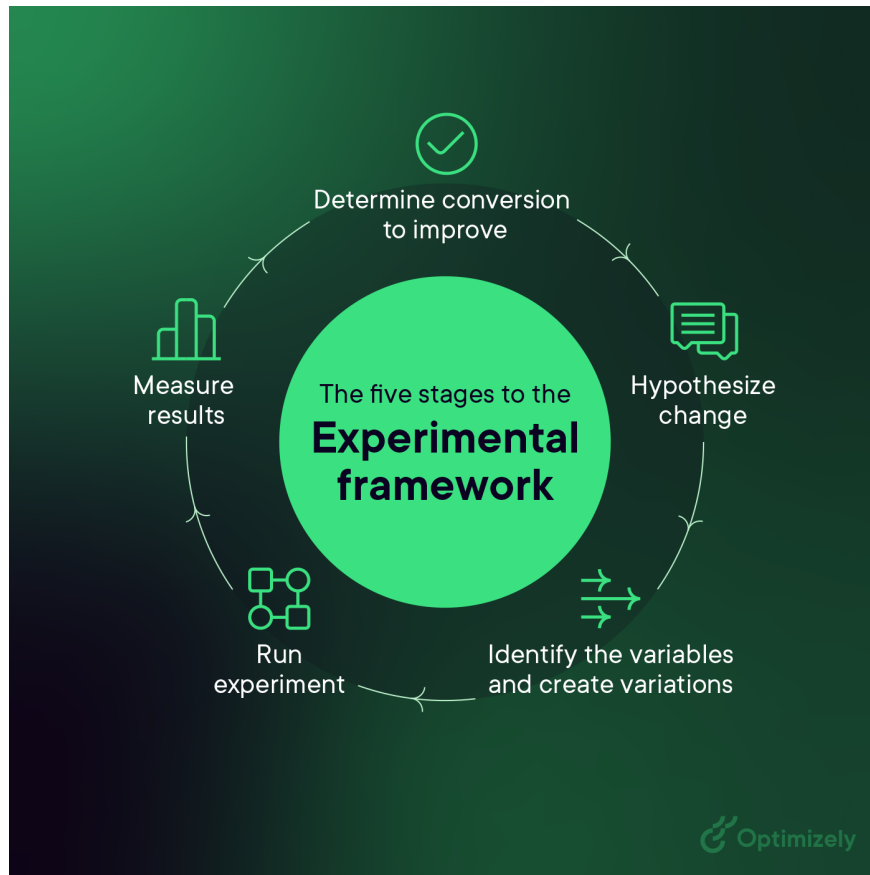 Determine conversion
to improve
Hypothesize
change
Identify the variables
and create variations
Run
experiment
Measure
results
The five stages to the
Experimental
framework
Optimizely